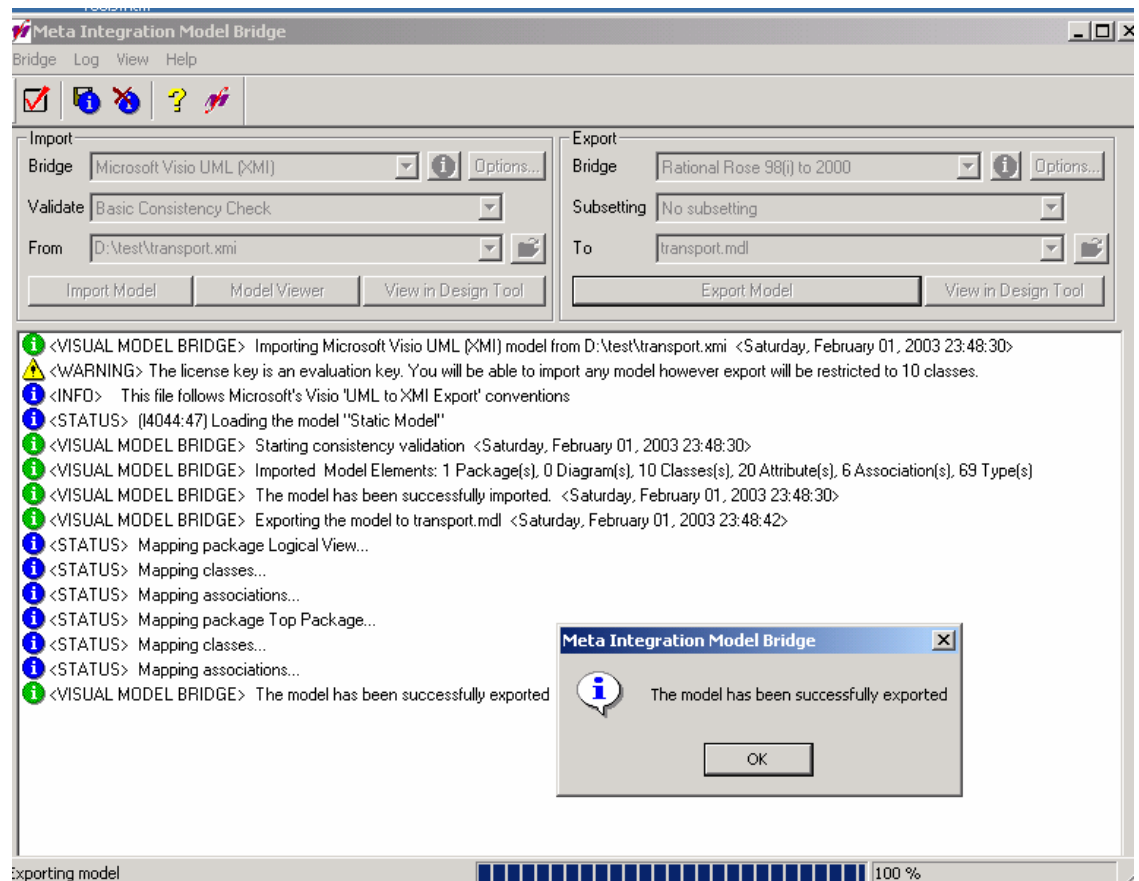 Meta Integration Model Bridge
Bridge Log View Help
Import
Bridge Microsoft Visio UML (XMI) Options...
Validate Basic Consistency Check
From D:\test\transport.xmi
Import Model Model Viewer View in Design Tool
Export
Bridge Rational Rose 98(i) to 2000 Options...
Subsetting No subsetting
To transport.mdl
Export Model View in Design Tool
<VISUAL MODEL BRIDGE> Importing Microsoft Visio UML (XMI) model from D:\test\transport.xmi <Saturday, February 01, 2003 23:48:30>
<WARNING> The license key is an evaluation key. You will be able to import any model however export will be restricted to 10 classes.
<INFO> This file follows Microsoft's Visio 'UML to XMI Export' conventions
<STATUS> (I4044:47) Loading the model "Static Model"
<VISUAL MODEL BRIDGE> Starting consistency validation <Saturday, February 01, 2003 23:48:30>
<VISUAL MODEL BRIDGE> Imported Model Elements: 1 Package(s), 0 Diagram(s), 10 Classes(s), 20 Attribute(s), 6 Association(s), 69 Type(s)
<VISUAL MODEL BRIDGE> The model has been successfully imported. <Saturday, February 01, 2003 23:48:30>
<VISUAL MODEL BRIDGE> Exporting the model to transport.mdl <Saturday, February 01, 2003 23:48:42>
<STATUS> Mapping package Logical View...
<STATUS> Mapping classes...
<STATUS> Mapping associations...
<STATUS> Mapping package Top Package...
<STATUS> Mapping classes...
<STATUS> Mapping associations...
<VISUAL MODEL BRIDGE> The model has been successfully exported
Meta Integration Model Bridge
The model has been successfully exported
OK
Exporting model 100 %